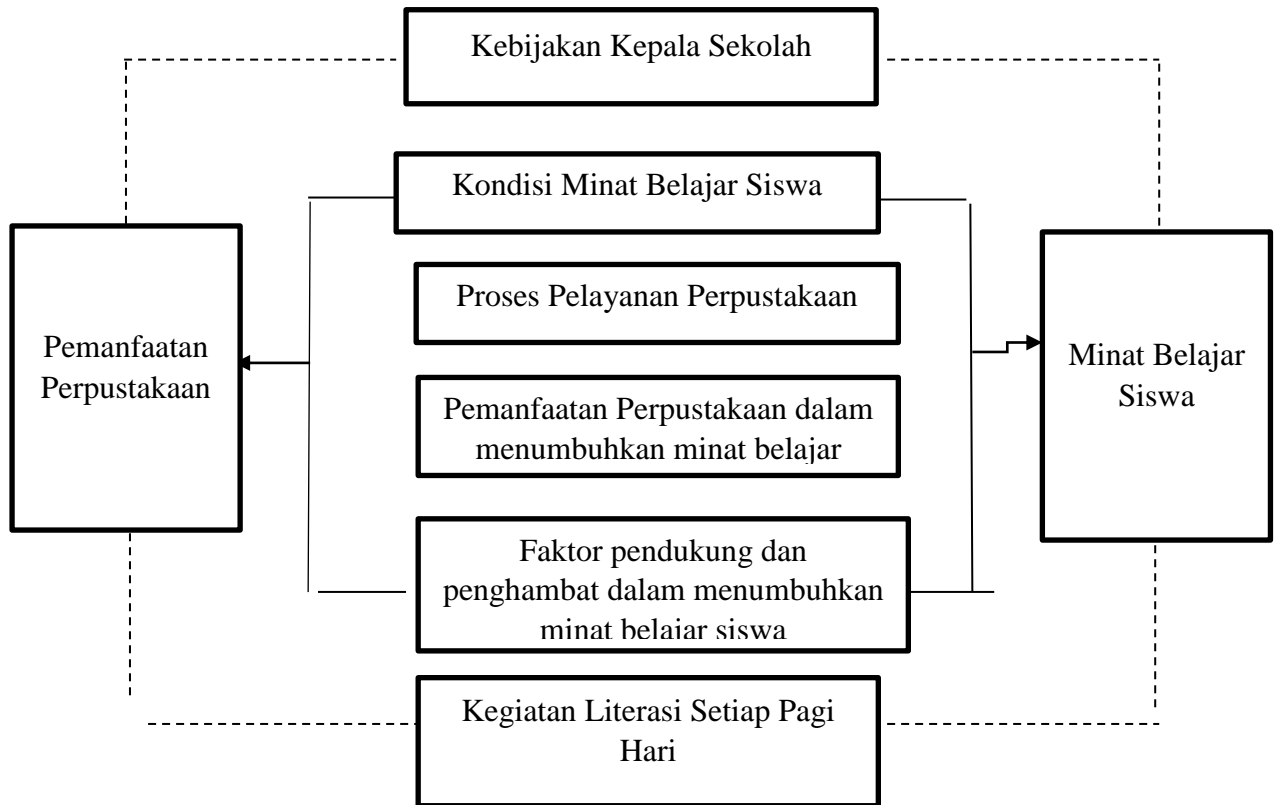 Kebijakan Kepala Sekolah
Kondisi Minat Belajar Siswa
Proses Pelayanan Perpustakaan
Pemanfaatan
Perpustakaan
Pemanfaatan Perpustakaan dalam
menumbuhkan minat belajar
Minat Belajar
Siswa
Faktor pendukung dan
penghambat dalam menumbuhkan
minat belajar siswa
Kegiatan Literasi Setiap Pagi
Hari